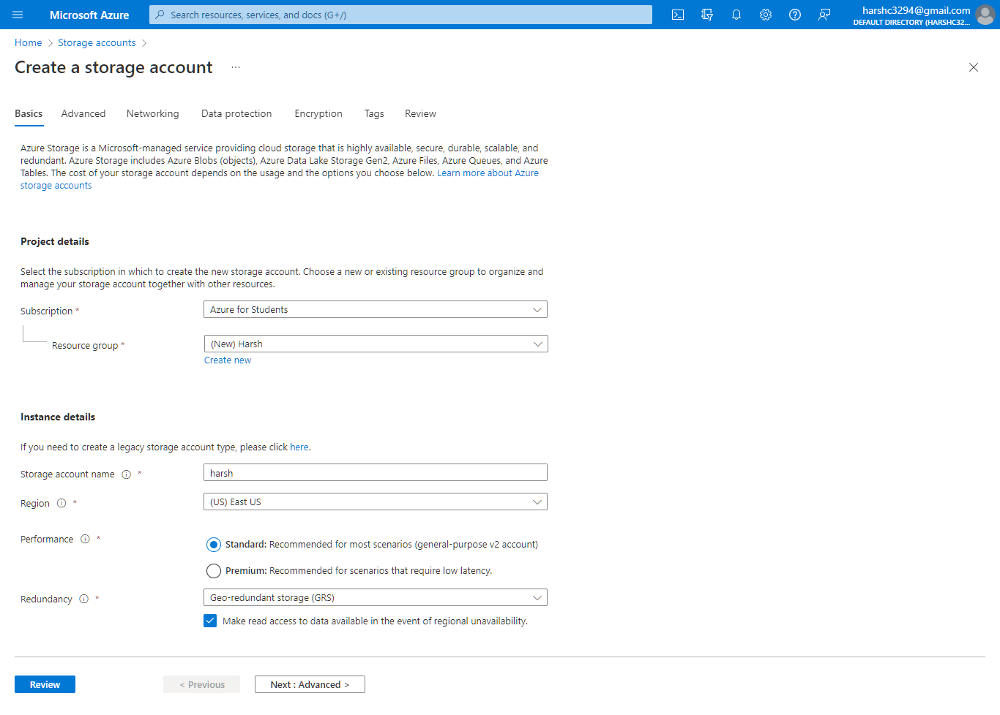 Microsoft Azure
Search resources, services, and docs (G+/)
harshc3294@gmail.com
DEFAULT DIRECTORY (HARSHC32...
Home > Storage accounts >
Create a storage account ...
Basics Advanced Networking Data protection Encryption Tags Review
Azure Storage is a Microsoft-managed service providing cloud storage that is highly available, secure, durable, scalable, and
redundant. Azure Storage includes Azure Blobs (objects), Azure Data Lake Storage Gen2, Azure Files, Azure Queues, and Azure
Tables. The cost of your storage account depends on the usage and the options you choose below. Learn more about Azure
storage accounts
Project details
Select the subscription in which to create the new storage account. Choose a new or existing resource group to organize and
manage your storage account together with other resources.
Subscription * Azure for Students
Resource group * (New) Harsh
Create new
Instance details
If you need to create a legacy storage account type, please click here.
Storage account name * harsh
Region * (US) East US
Performance * Standard: Recommended for most scenarios (general-purpose v2 account)
Premium: Recommended for scenarios that require low latency.
Redundancy * Geo-redundant storage (GRS)
Make read access to data available in the event of regional unavailability.
Review < Previous Next : Advanced >